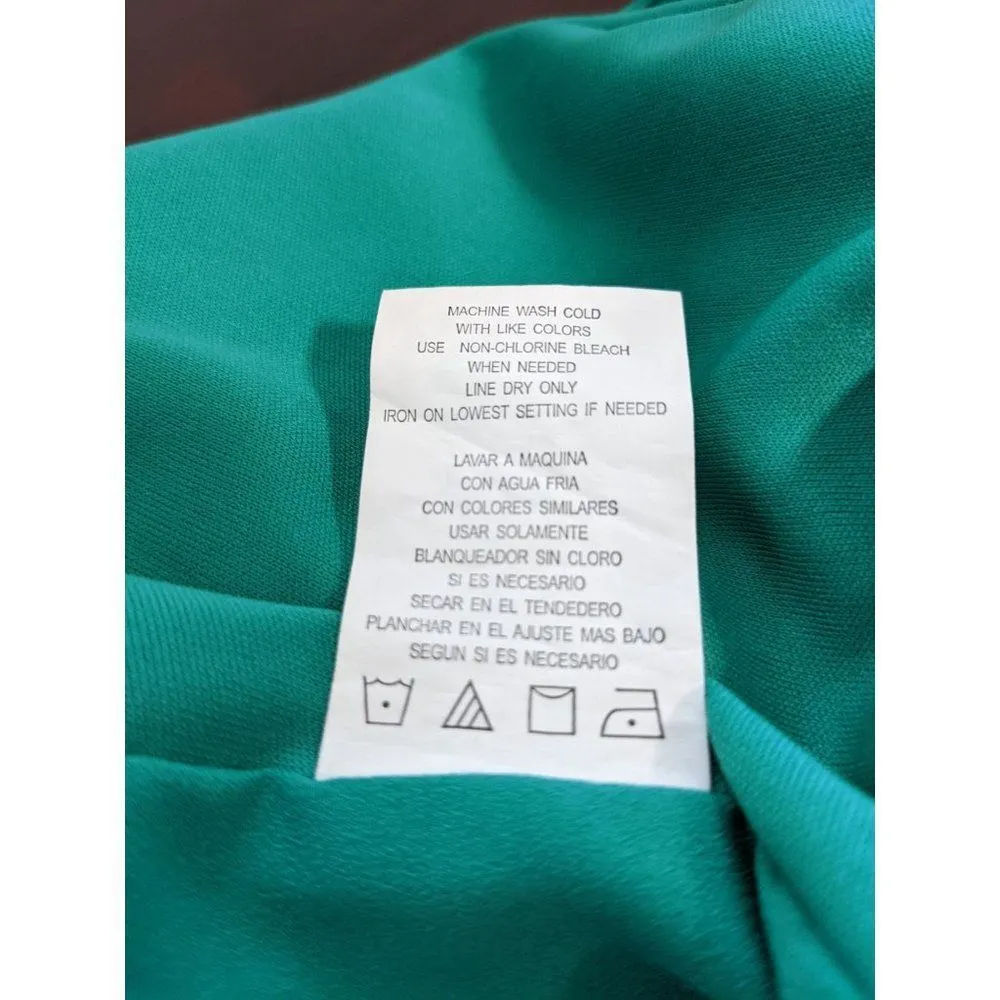 MACHINE WASH COLD
WITH LIKE COLORS
USE NON-CHLORINE BLEACH
WHEN NEEDED
LINE DRY ONLY
IRON ON LOWEST SETTING IF NEEDED
LAVAR A MAQUINA
CON AGUA FRIA
CON COLORES SIMILARES
USAR SOLAMENTE
BLANQUEADOR SIN CLORO
SI ES NECESARIO
SECAR EN EL TENDEDERO
PLANCHAR EN EL AJUSTE MAS BAJO
SEGUN SI ES NECESARIO